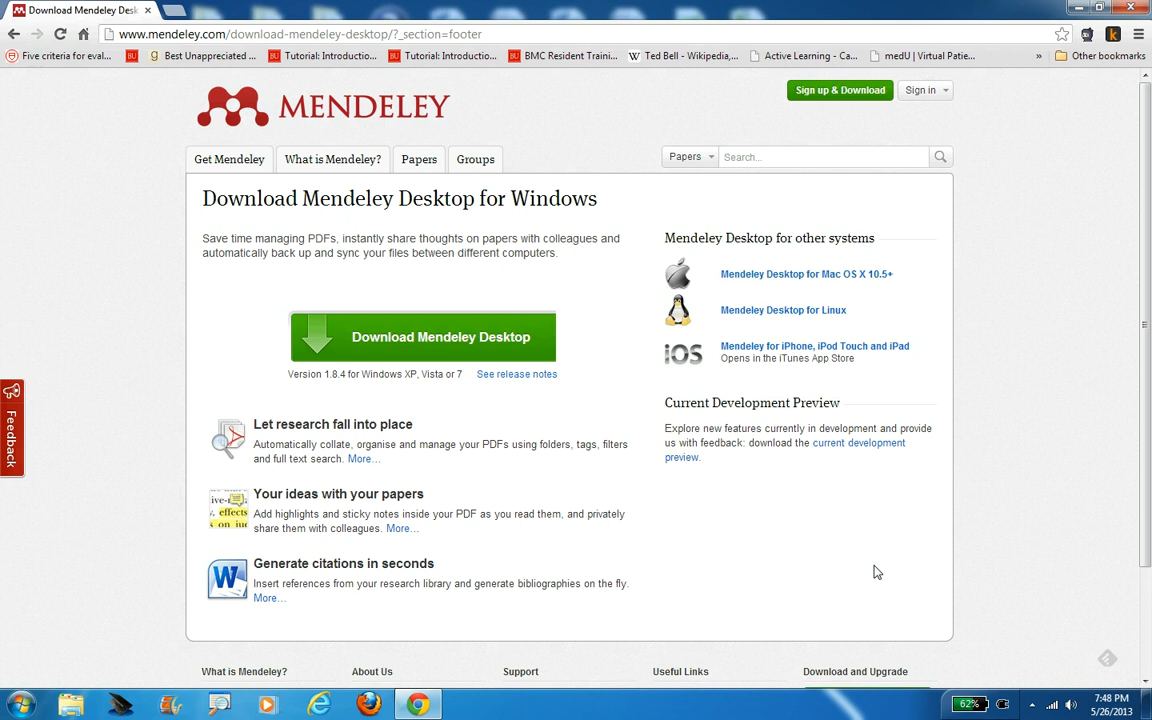 Download Mendeley Desk
www.mendeley.com/download-mendeley-desktop/?_section=footer
Five criteria for eval...
BU
g Best Unappreciated ...
BU Tutorial: Introductio...
BU Tutorial: Introductio...
BU BMC Resident Traini...
W Ted Bell - Wikipedia,...
Active Learning - Ca...
medU | Virtual Patie...
»
Other bookmarks
MENDELEY
Sign up & Download
Sign in
Get Mendeley
What is Mendeley?
Papers
Groups
Papers
Search...
Download Mendeley Desktop for Windows
Save time managing PDFs, instantly share thoughts on papers with colleagues and
automatically back up and sync your files between different computers.
Download Mendeley Desktop
Version 1.8.4 for Windows XP, Vista or 7 See release notes
Let research fall into place
Automatically collate, organise and manage your PDFs using folders, tags, filters
and full text search. More...
Your ideas with your papers
Add highlights and sticky notes inside your PDF as you read them, and privately
share them with colleagues. More...
Generate citations in seconds
Insert references from your research library and generate bibliographies on the fly.
More...
Mendeley Desktop for other systems
Mendeley Desktop for Mac OS X 10.5+
Mendeley Desktop for Linux
iOS
Mendeley for iPhone, iPod Touch and iPad
Opens in the iTunes App Store
Current Development Preview
Explore new features currently in development and provide
us with feedback: download the current development
preview.
Feedback
What is Mendeley?
About Us
Support
Useful Links
Download and Upgrade
62%
7:48 PM
5/26/2013